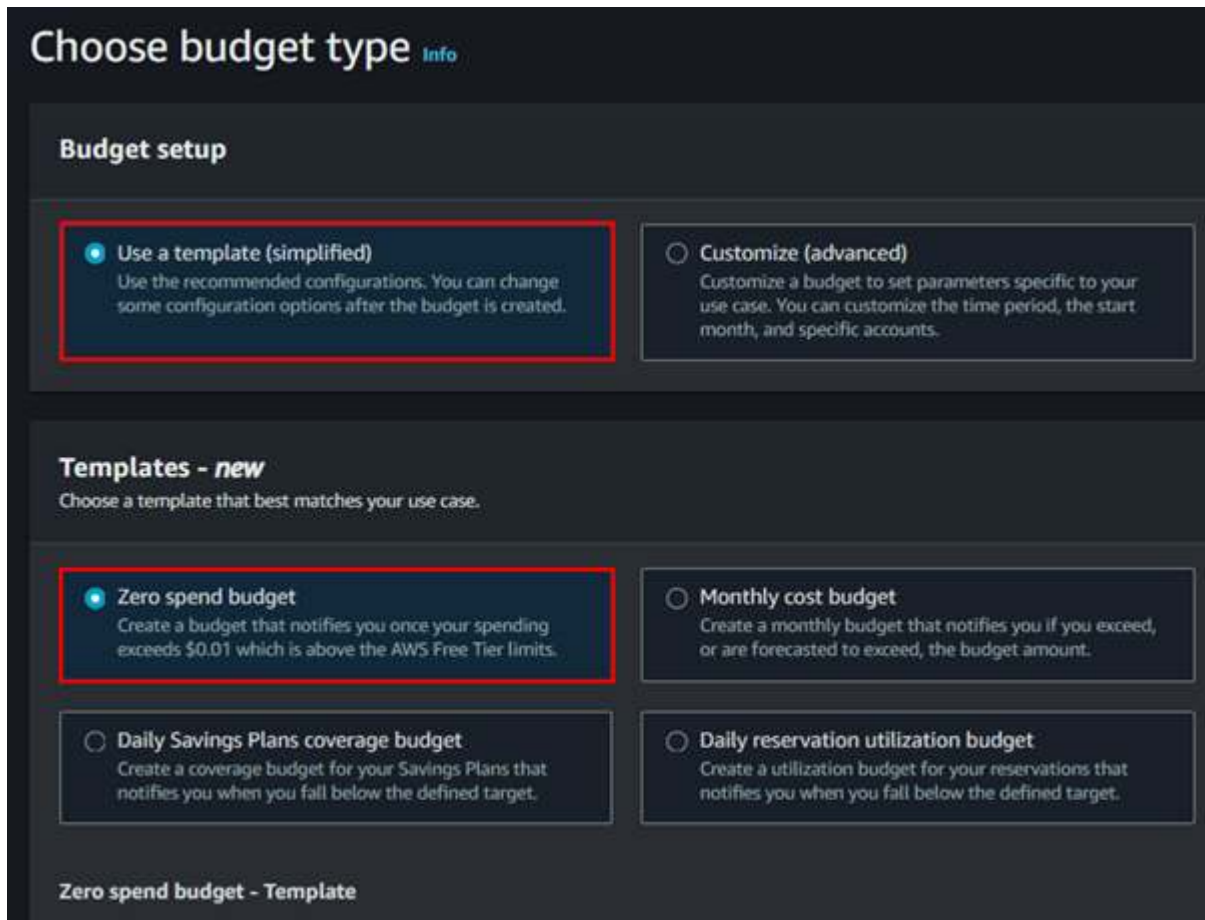 Choose budget type Info
Budget setup
Use a template (simplified)
Use the recommended configurations. You can change
some configuration options after the budget is created.
Customize (advanced)
Customize a budget to set parameters specific to your
use case. You can customize the time period, the start
month, and specific accounts.
Templates - new
Choose a template that best matches your use case.
Zero spend budget
Create a budget that notifies you once your spending
exceeds $0.01 which is above the AWS Free Tier limits.
Monthly cost budget
Create a monthly budget that notifies you if you exceed,
or are forecasted to exceed, the budget amount.
Daily Savings Plans coverage budget
Create a coverage budget for your Savings Plans that
notifies you when you fall below the defined target.
Daily reservation utilization budget
Create a utilization budget for your reservations that
notifies you when you fall below the defined target.
Zero spend budget - Template